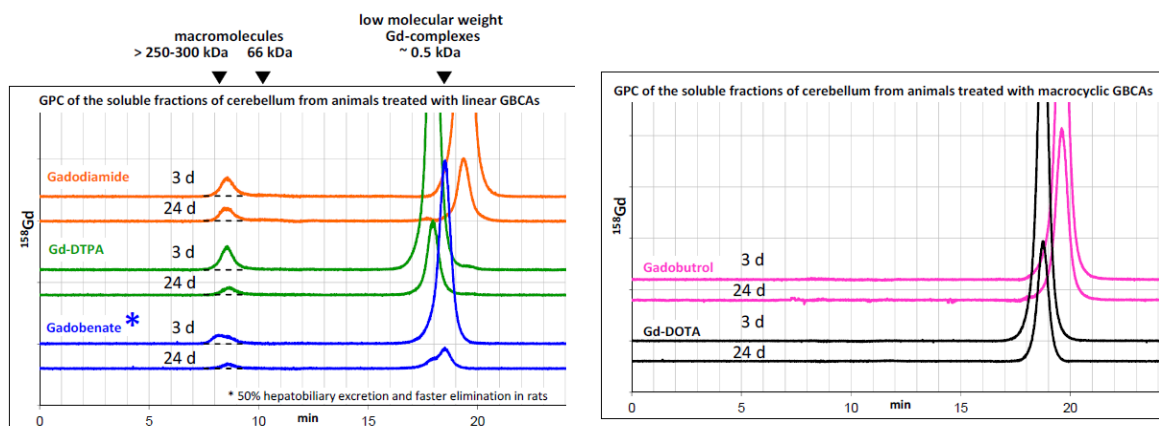 low molecular weight
macromolecules Gd-complexes
> 250-300 kDa 66 kDa ~ 0.5 kDa
GPC of the soluble fractions of cerebellum from animals treated with linear GBCAs
158Gd
Gadodiamide 3 d
24 d
Gd-DTPA 3 d
24 d
Gadobenate * 3 d
24 d
* 50% hepatobiliary excretion and faster elimination in rats
0 5 10 min 15 20
GPC of the soluble fractions of cerebellum from animals treated with macrocyclic GBCAs
158Gd
Gadobutrol 3 d
24 d
Gd-DOTA 3 d
24 d
0 5 10 min 15 20